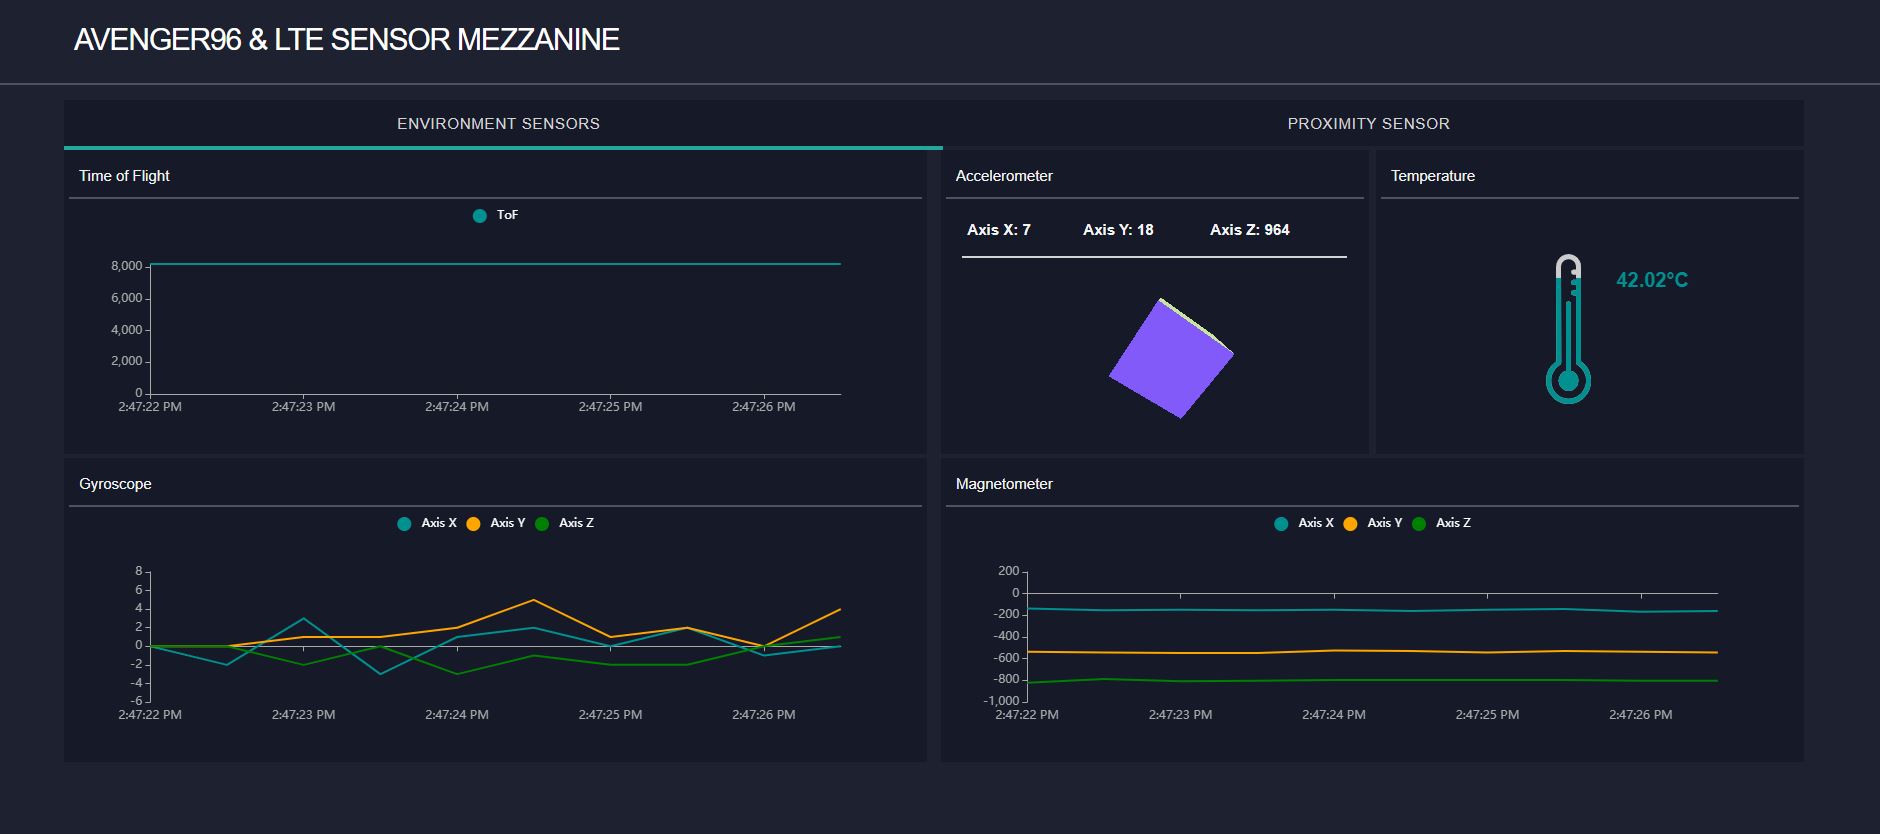 AVENGER96 & LTE SENSOR MEZZANINE
ENVIRONMENT SENSORS
PROXIMITY SENSOR
Time of Flight
ToF
8,000
6,000
4,000
2,000
0
2:47:22 PM 2:47:23 PM 2:47:24 PM 2:47:25 PM 2:47:26 PM
Accelerometer
Axis X: 7 Axis Y: 18 Axis Z: 964
Temperature
42.02°C
Gyroscope
Axis X Axis Y Axis Z
8
6
4
2
0
-2
-4
-6
2:47:22 PM 2:47:23 PM 2:47:24 PM 2:47:25 PM 2:47:26 PM
Magnetometer
Axis X Axis Y Axis Z
200
0
-200
-400
-600
-800
-1,000
2:47:22 PM 2:47:23 PM 2:47:24 PM 2:47:25 PM 2:47:26 PM